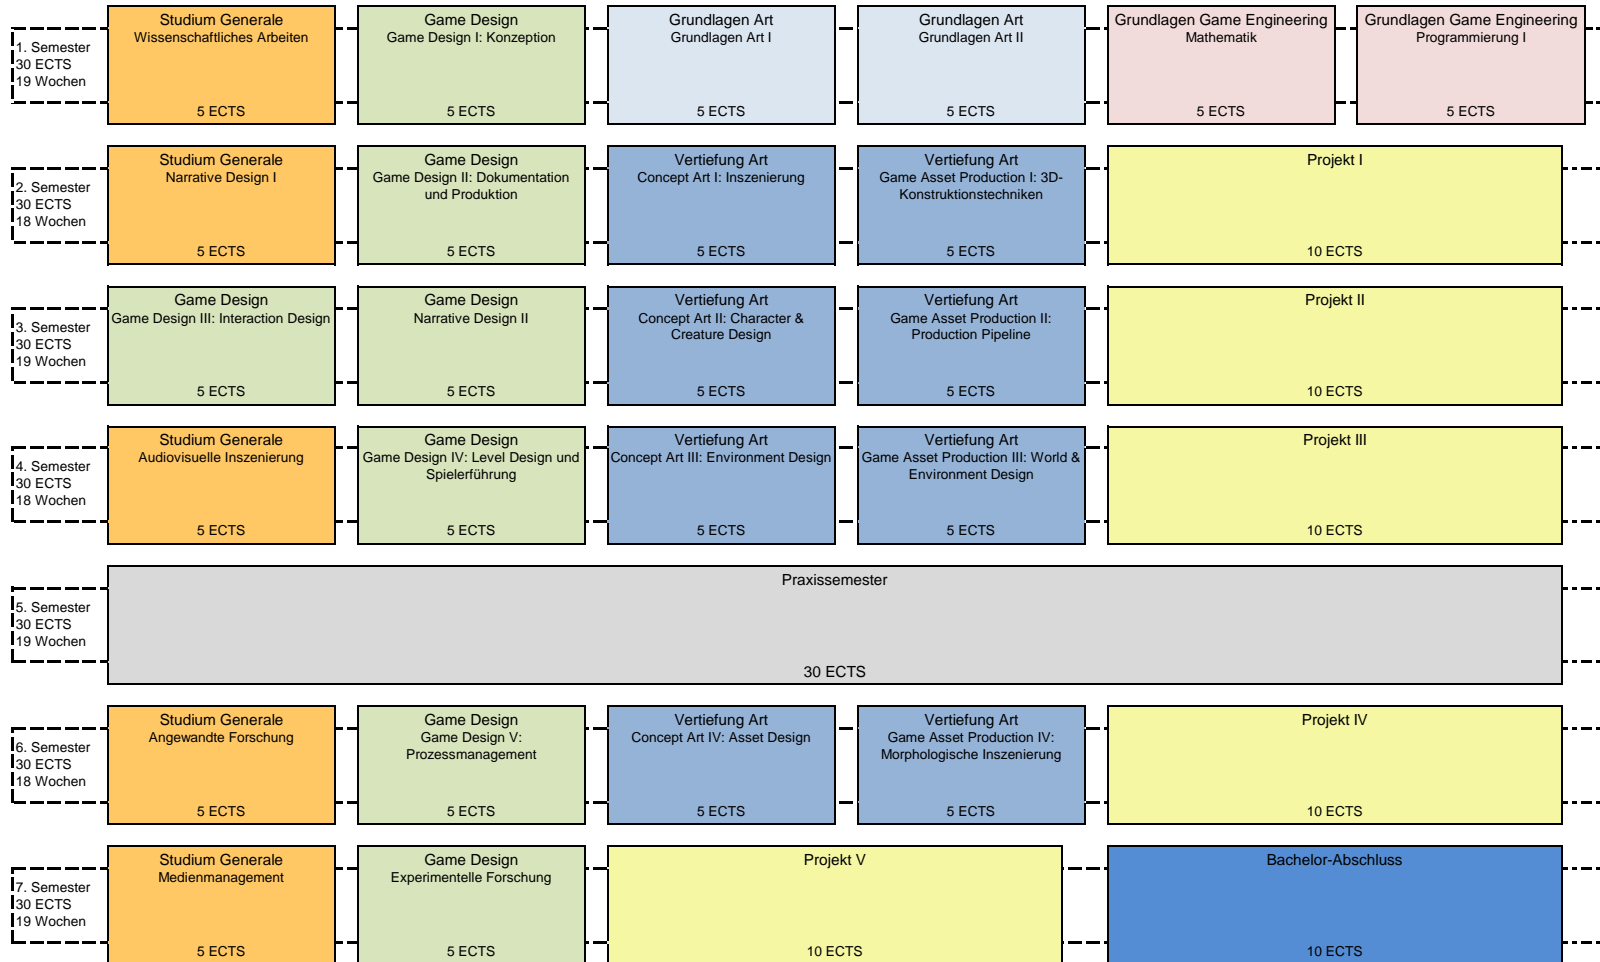 1. Semester
30 ECTS
19 Wochen
Studium Generale
Wissenschaftliches Arbeiten
5 ECTS
Game Design
Game Design I: Konzeption
5 ECTS
Grundlagen Art
Grundlagen Art I
5 ECTS
Grundlagen Art
Grundlagen Art II
5 ECTS
Grundlagen Game Engineering
Mathematik
5 ECTS
Grundlagen Game Engineering
Programmierung I
5 ECTS
2. Semester
30 ECTS
18 Wochen
Studium Generale
Narrative Design I
5 ECTS
Game Design
Game Design II: Dokumentation
und Produktion
5 ECTS
Vertiefung Art
Concept Art I: Inszenierung
5 ECTS
Vertiefung Art
Game Asset Production I: 3D-
Konstruktionstechniken
5 ECTS
Projekt I
10 ECTS
3. Semester
30 ECTS
19 Wochen
Game Design
Game Design III: Interaction Design
5 ECTS
Game Design
Narrative Design II
5 ECTS
Vertiefung Art
Concept Art II: Character &
Creature Design
5 ECTS
Vertiefung Art
Game Asset Production II:
Production Pipeline
5 ECTS
Projekt II
10 ECTS
4. Semester
30 ECTS
18 Wochen
Studium Generale
Audiovisuelle Inszenierung
5 ECTS
Game Design
Game Design IV: Level Design und
Spielerführung
5 ECTS
Vertiefung Art
Concept Art III: Environment Design
5 ECTS
Vertiefung Art
Game Asset Production III: World &
Environment Design
5 ECTS
Projekt III
10 ECTS
5. Semester
30 ECTS
19 Wochen
Praxissemester
30 ECTS
6. Semester
30 ECTS
18 Wochen
Studium Generale
Angewandte Forschung
5 ECTS
Game Design
Game Design V:
Prozessmanagement
5 ECTS
Vertiefung Art
Concept Art IV: Asset Design
5 ECTS
Vertiefung Art
Game Asset Production IV:
Morphologische Inszenierung
5 ECTS
Projekt IV
10 ECTS
7. Semester
30 ECTS
19 Wochen
Studium Generale
Medienmanagement
5 ECTS
Game Design
Experimentelle Forschung
5 ECTS
Projekt V
10 ECTS
Bachelor-Abschluss
10 ECTS